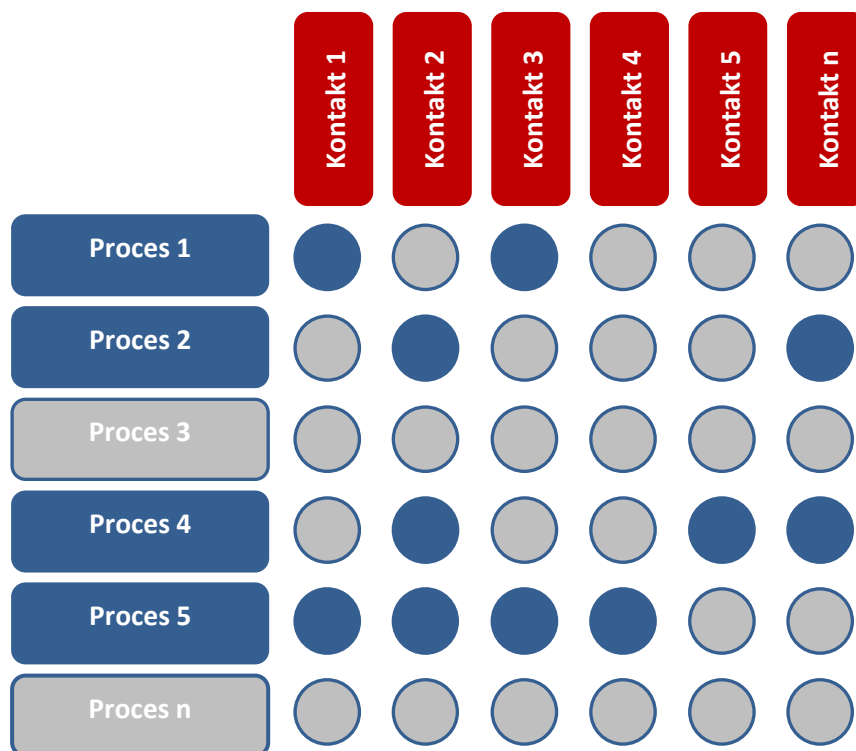 Kontakt 1
Kontakt 2
Kontakt 3
Kontakt 4
Kontakt 5
Kontakt n
Proces 1
Proces 2
Proces 3
Proces 4
Proces 5
Proces n